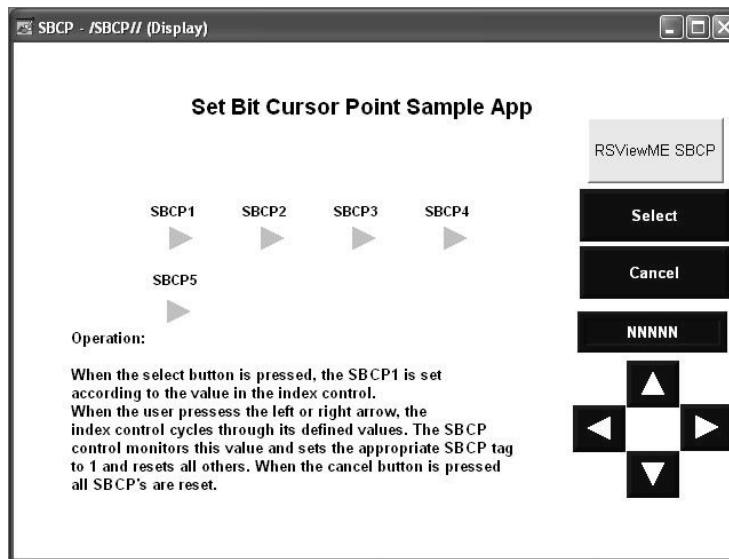 SBCP - /SBCP// (Display)
Set Bit Cursor Point Sample App
RSViewME SBCP
SBCP1 SBCP2 SBCP3 SBCP4
Select
Cancel
SBCP5
NNNNN
Operation:
When the select button is pressed, the SBCP1 is set
according to the value in the index control.
When the user pressess the left or right arrow, the
index control cycles through its defined values. The SBCP
control monitors this value and sets the appropriate SBCP tag
to 1 and resets all others. When the cancel button is pressed
all SBCP's are reset.